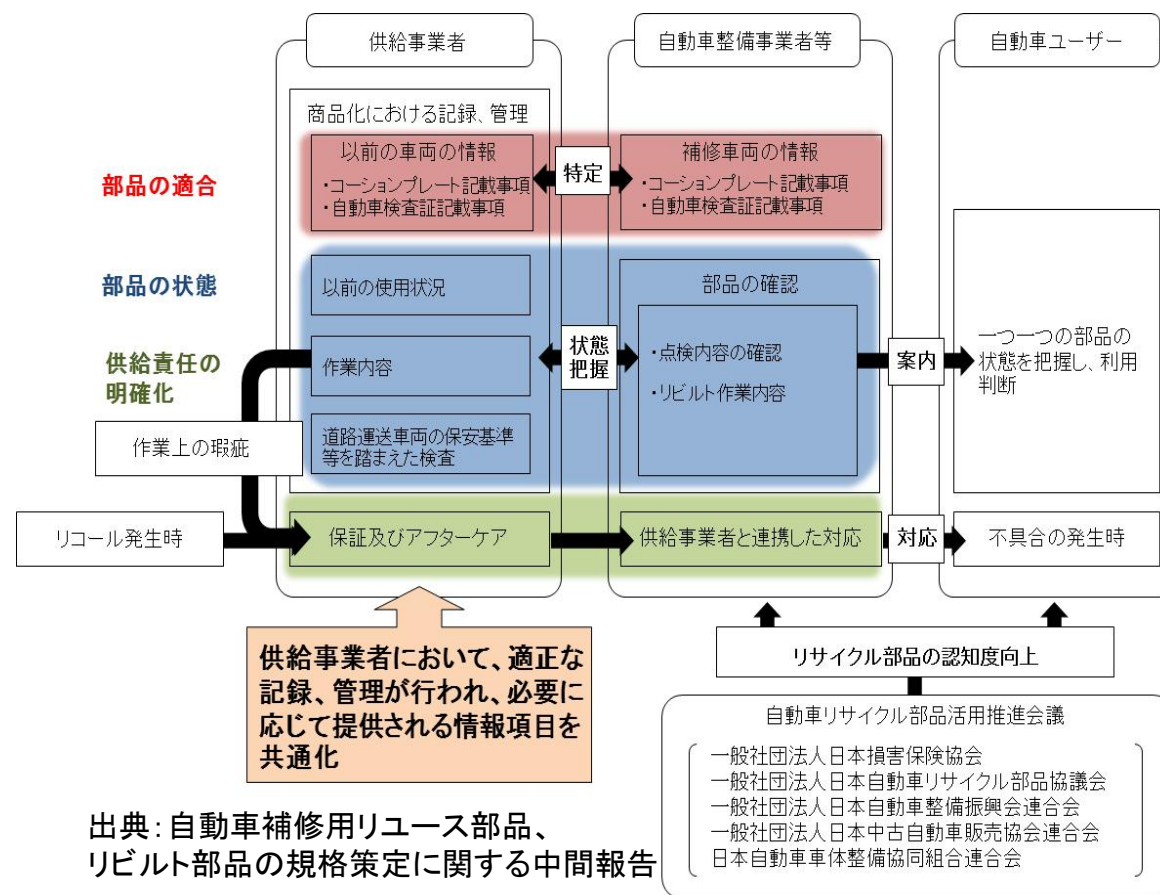 供給事業者
自動車整備事業者等
自動車ユーザー
商品化における記録、管理
部品の適合
以前の車両の情報
・コーションプレート記載事項
・自動車検査証記載事項
特定
補修車両の情報
・コーションプレート記載事項
・自動車検査証記載事項
部品の状態
以前の使用状況
部品の確認
供給責任の
明確化
作業内容
状態
把握
・点検内容の確認
・リビルト作業内容
案内
一つ一つの部品の
状態を把握し、利用
判断
作業上の瑕疵
道路運送車両の保安基準
等を踏まえた検査
リコール発生時
保証及びアフターケア
供給事業者と連携した対応
対応
不具合の発生時
供給事業者において、適正な
記録、管理が行われ、必要に
応じて提供される情報項目を
共通化
リサイクル部品の認知度向上
自動車リサイクル部品活用推進会議
一般社団法人日本損害保険協会
一般社団法人日本自動車リサイクル部品協議会
一般社団法人日本自動車整備振興会連合会
一般社団法人日本中古自動車販売協会連合会
日本自動車車体整備協同組合連合会
出典：自動車補修用リユース部品、
リビルト部品の規格策定に関する中間報告